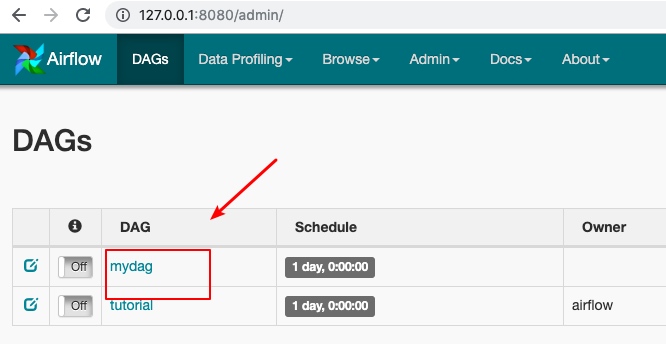 127.0.0.1:8080/admin/
Airflow DAGs Data Profiling Browse Admin Docs About
DAGs
DAG Schedule Owner
Off mydag 1 day, 0:00:00
Off tutorial 1 day, 0:00:00 airflow